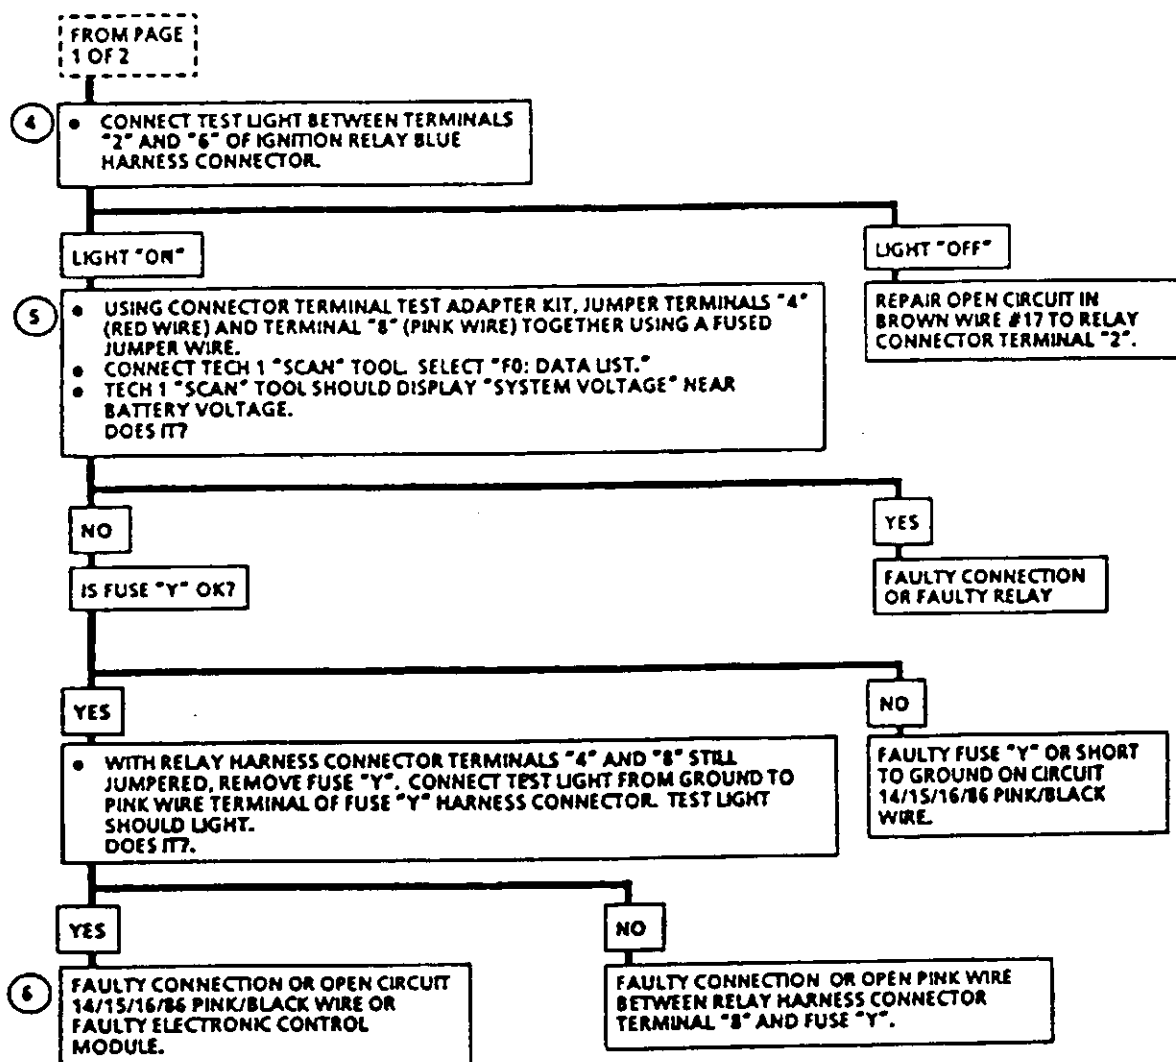 FROM PAGE
1 OF 2
4
• CONNECT TEST LIGHT BETWEEN TERMINALS
"2" AND "6" OF IGNITION RELAY BLUE
HARNESS CONNECTOR.
LIGHT "ON"
LIGHT "OFF"
REPAIR OPEN CIRCUIT IN
BROWN WIRE #17 TO RELAY
CONNECTOR TERMINAL "2".
5
• USING CONNECTOR TERMINAL TEST ADAPTER KIT, JUMPER TERMINALS "4"
(RED WIRE) AND TERMINAL "8" (PINK WIRE) TOGETHER USING A FUSED
JUMPER WIRE.
• CONNECT TECH 1 "SCAN" TOOL. SELECT "F0: DATA LIST."
• TECH 1 "SCAN" TOOL SHOULD DISPLAY "SYSTEM VOLTAGE" NEAR
BATTERY VOLTAGE.
DOES IT?
NO
YES
IS FUSE "Y" OK?
FAULTY CONNECTION
OR FAULTY RELAY
YES
NO
• WITH RELAY HARNESS CONNECTOR TERMINALS "4" AND "8" STILL
JUMPERED, REMOVE FUSE "Y". CONNECT TEST LIGHT FROM GROUND TO
PINK WIRE TERMINAL OF FUSE "Y" HARNESS CONNECTOR. TEST LIGHT
SHOULD LIGHT.
DOES IT?.
FAULTY FUSE "Y" OR SHORT
TO GROUND ON CIRCUIT
14/15/16/86 PINK/BLACK
WIRE.
YES
NO
6
FAULTY CONNECTION OR OPEN CIRCUIT
14/15/16/86 PINK/BLACK WIRE OR
FAULTY ELECTRONIC CONTROL
MODULE.
FAULTY CONNECTION OR OPEN PINK WIRE
BETWEEN RELAY HARNESS CONNECTOR
TERMINAL "8" AND FUSE "Y".